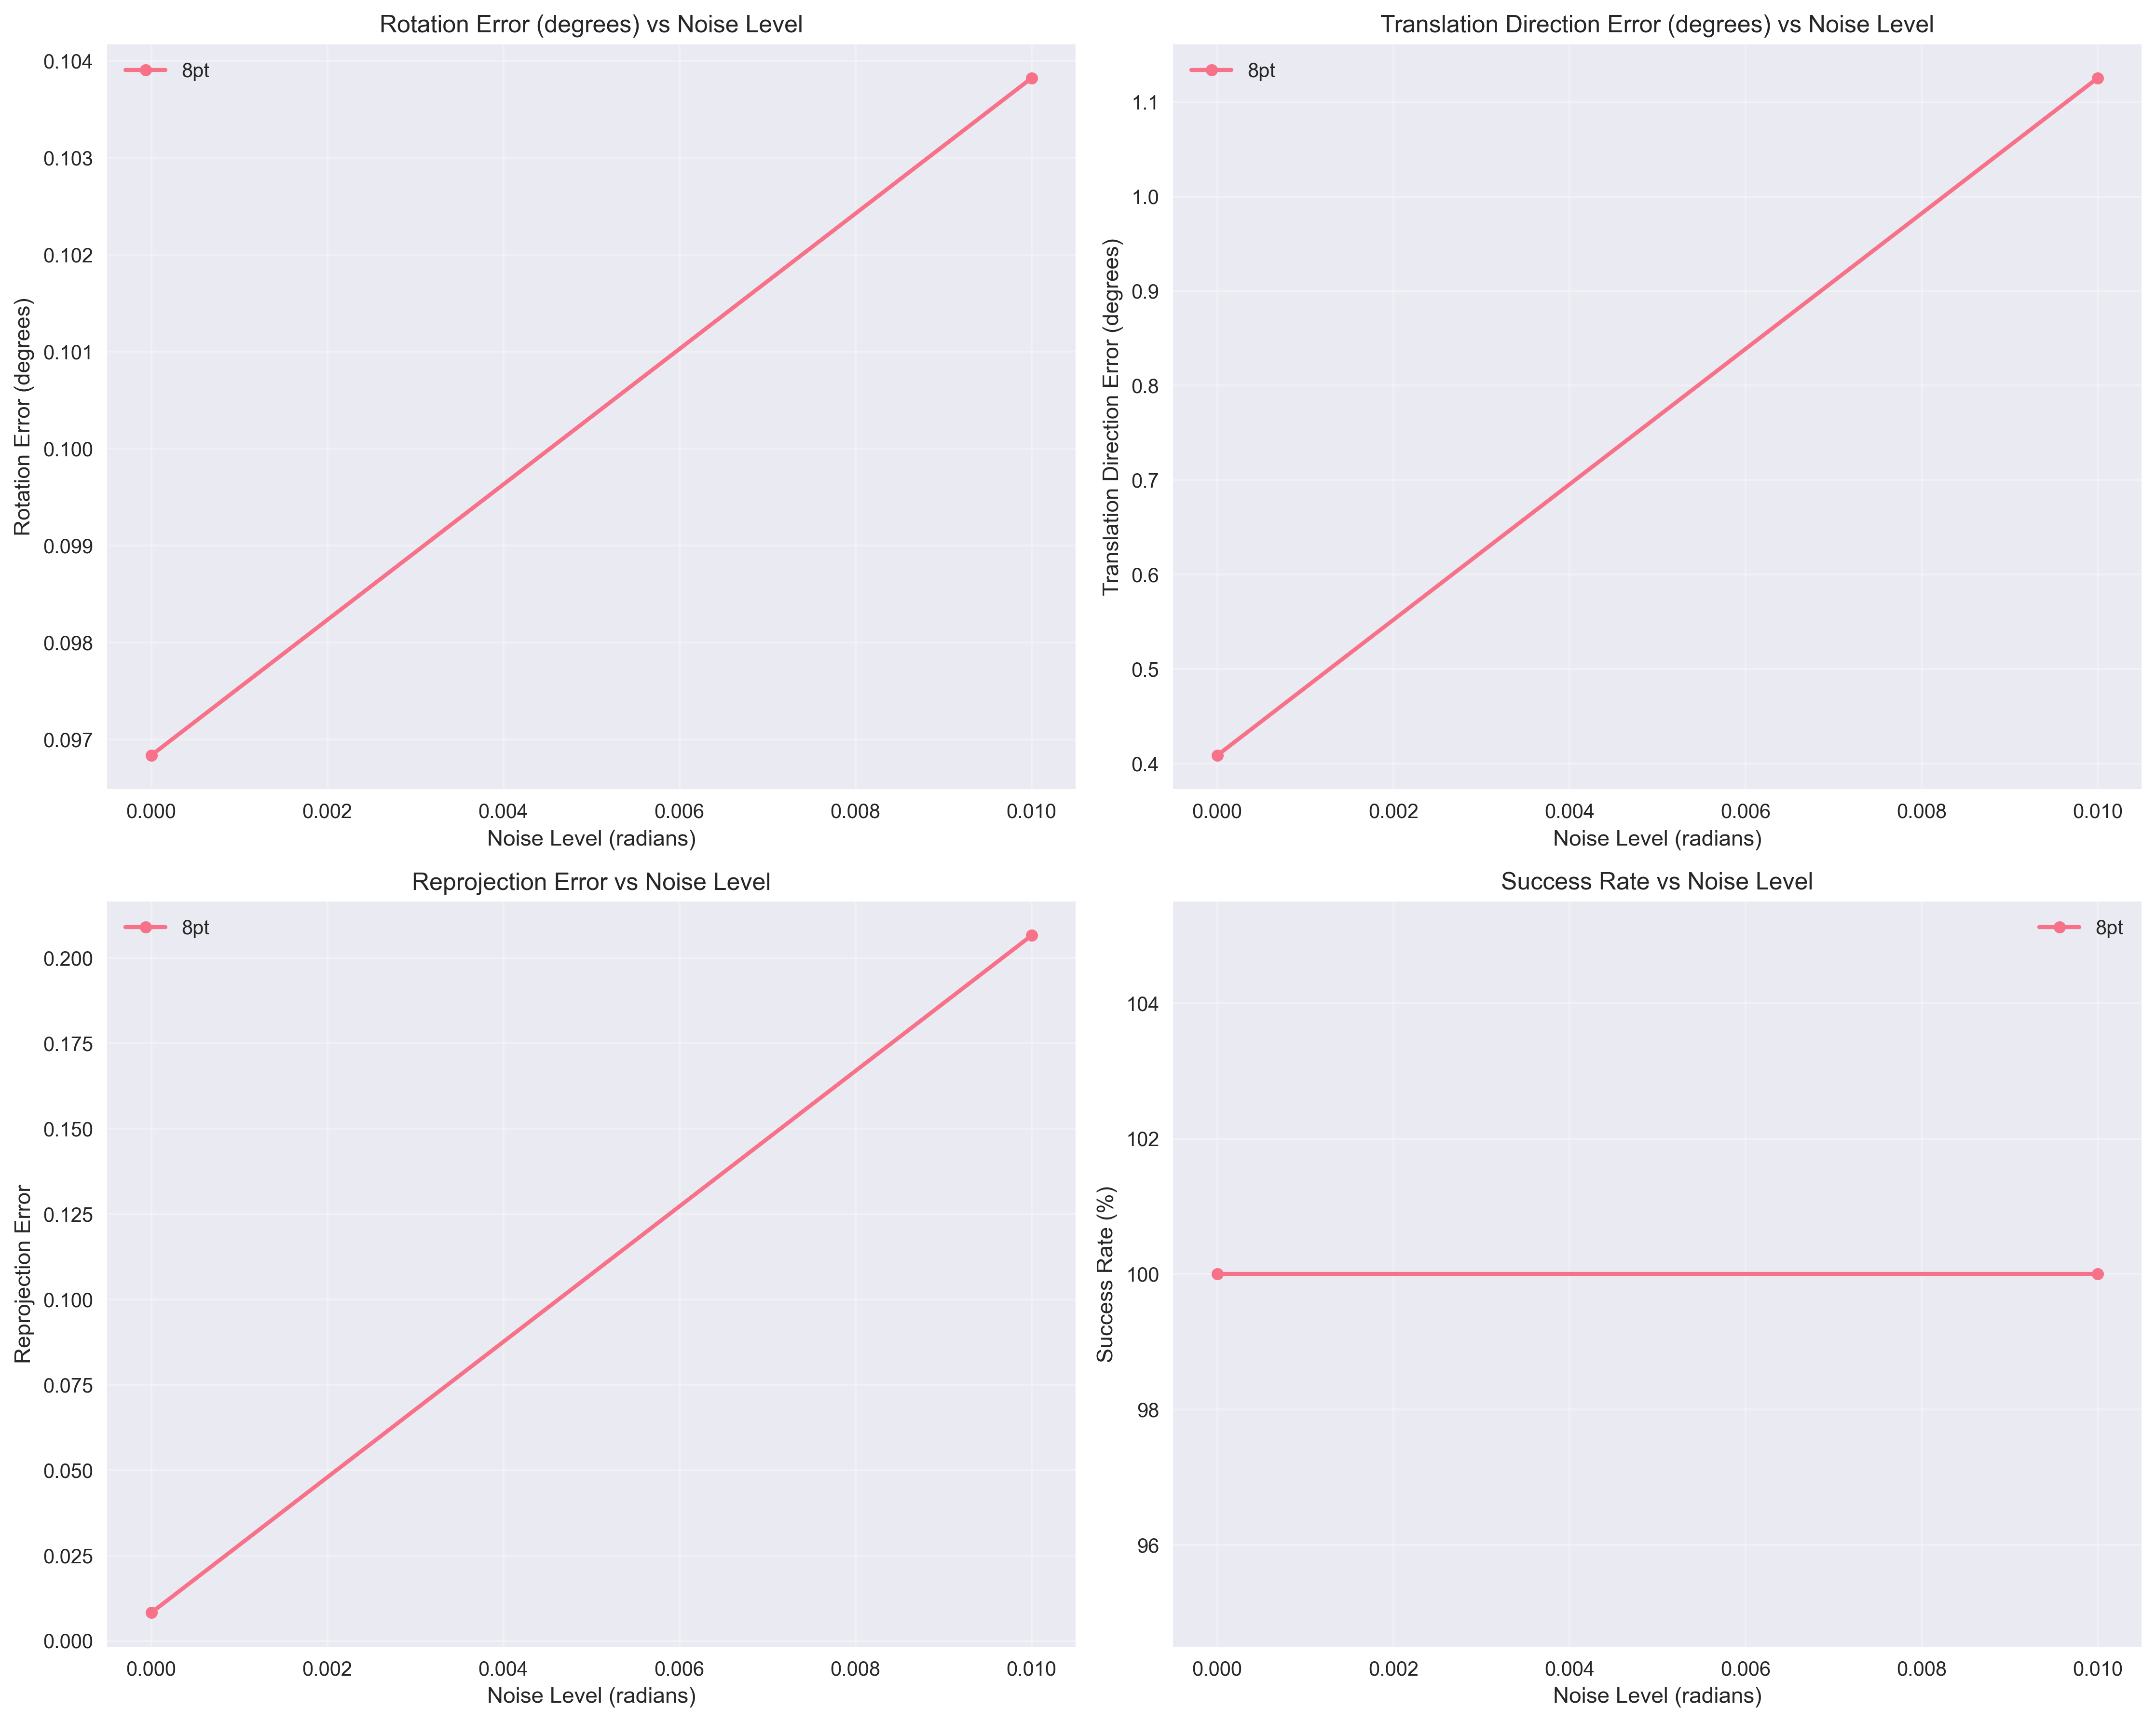 Rotation Error (degrees) vs Noise Level
8pt
0.104
0.103
0.102
0.101
0.100
0.099
0.098
0.097
Rotation Error (degrees)
0.000 0.002 0.004 0.006 0.008 0.010
Noise Level (radians)
Translation Direction Error (degrees) vs Noise Level
8pt
1.1
1.0
0.9
0.8
0.7
0.6
0.5
0.4
Translation Direction Error (degrees)
0.000 0.002 0.004 0.006 0.008 0.010
Noise Level (radians)
Reprojection Error vs Noise Level
8pt
0.200
0.175
0.150
0.125
0.100
0.075
0.050
0.025
0.000
Reprojection Error
0.000 0.002 0.004 0.006 0.008 0.010
Noise Level (radians)
Success Rate vs Noise Level
8pt
104
102
100
98
96
Success Rate (%)
0.000 0.002 0.004 0.006 0.008 0.010
Noise Level (radians)